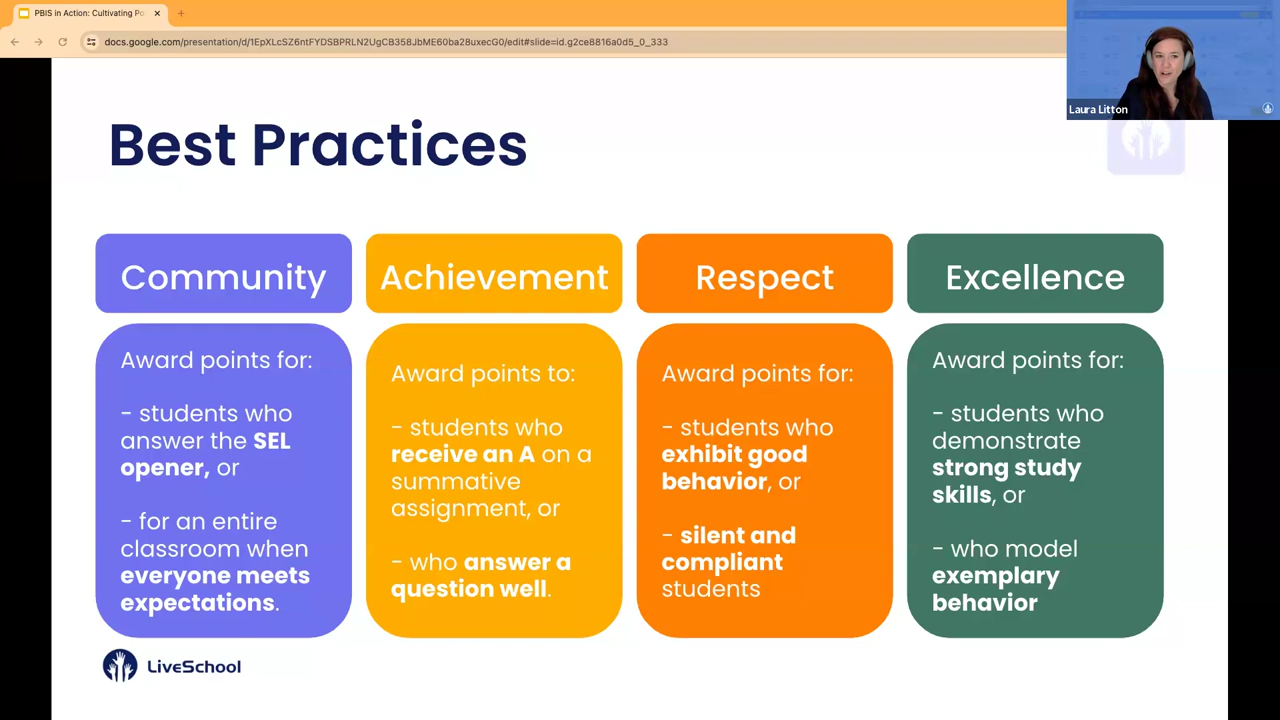 PBIS in Action: Cultivating Po
docs.google.com/presentation/d/1EpXLcSZ6ntFYDSBPRLN2UgCB358JbME60ba28uxecG0/edit#slide=id.g2ce8816a0d5_0_333
Laura Litton
Best Practices
Community
Award points for:
- students who
answer the SEL
opener, or
- for an entire
classroom when
everyone meets
expectations.
Achievement
Award points to:
- students who
receive an A on a
summative
assignment, or
- who answer a
question well.
Respect
Award points for:
- students who
exhibit good
behavior, or
- silent and
compliant
students
Excellence
Award points for:
- students who
demonstrate
strong study
skills, or
- who model
exemplary
behavior
LiveSchool